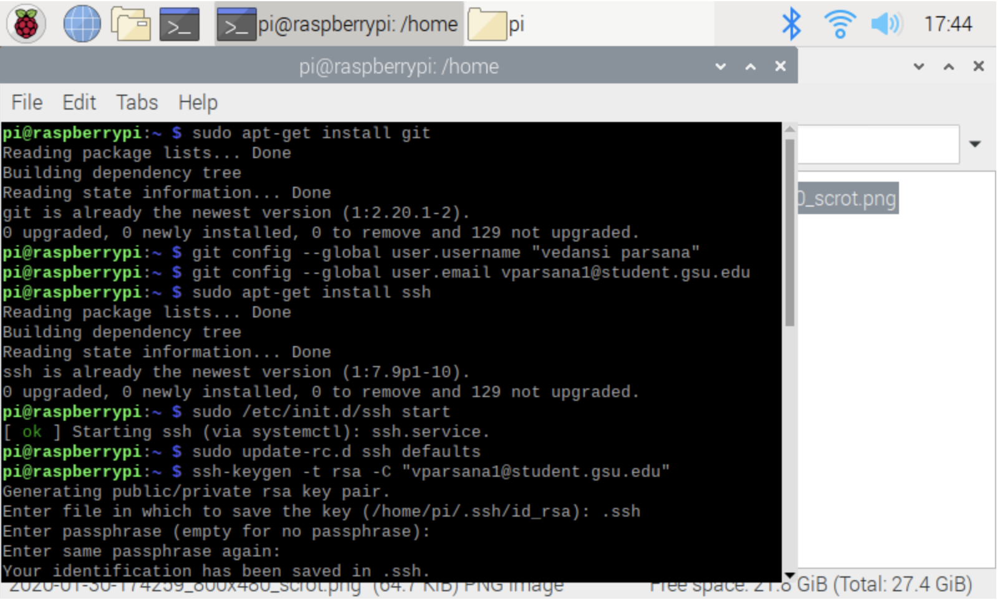 pi@raspberrypi: /home pi 17:44
pi@raspberrypi: /home
File Edit Tabs Help
pi@raspberrypi:~ $ sudo apt-get install git
Reading package lists... Done
Building dependency tree
Reading state information... Done
git is already the newest version (1:2.20.1-2).
0 upgraded, 0 newly installed, 0 to remove and 129 not upgraded.
pi@raspberrypi:~ $ git config --global user.username "vedansi parsana"
pi@raspberrypi:~ $ git config --global user.email vparsana1@student.gsu.edu
pi@raspberrypi:~ $ sudo apt-get install ssh
Reading package lists... Done
Building dependency tree
Reading state information... Done
ssh is already the newest version (1:7.9p1-10).
0 upgraded, 0 newly installed, 0 to remove and 129 not upgraded.
pi@raspberrypi:~ $ sudo /etc/init.d/ssh start
[ ok ] Starting ssh (via systemctl): ssh.service.
pi@raspberrypi:~ $ sudo update-rc.d ssh defaults
pi@raspberrypi:~ $ ssh-keygen -t rsa -C "vparsana1@student.gsu.edu"
Generating public/private rsa key pair.
Enter file in which to save the key (/home/pi/.ssh/id_rsa): .ssh
Enter passphrase (empty for no passphrase):
Enter same passphrase again:
Your identification has been saved in .ssh.
0_scrot.png
2020-01-30-174259_800x480_scrot.png (64.7 KiB) PNG image Free space: 21.8 GiB (Total: 27.4 GiB)